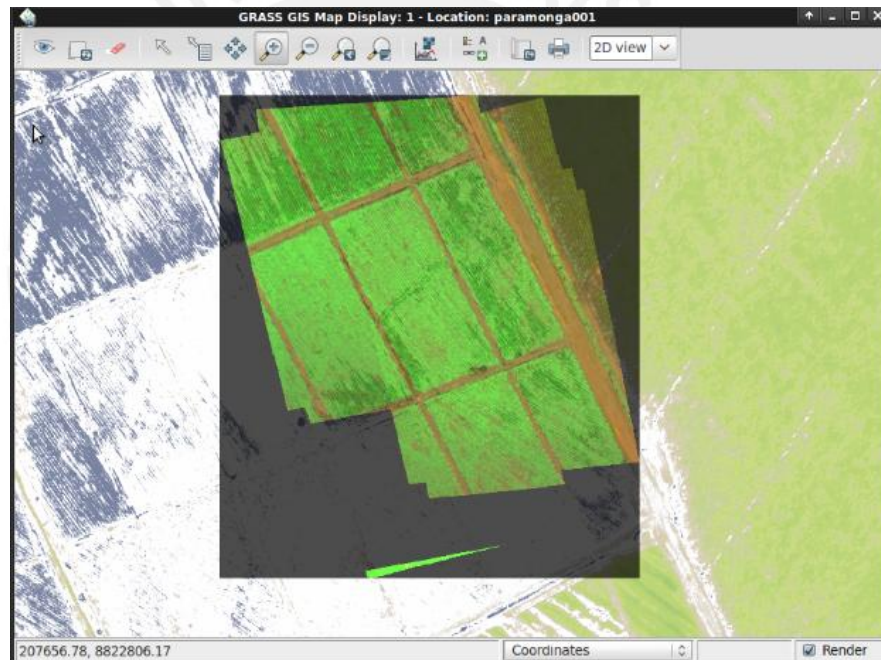 GRASS GIS Map Display: 1 - Location: paramonga001
2D view
207656.78, 8822806.17
Coordinates
Render